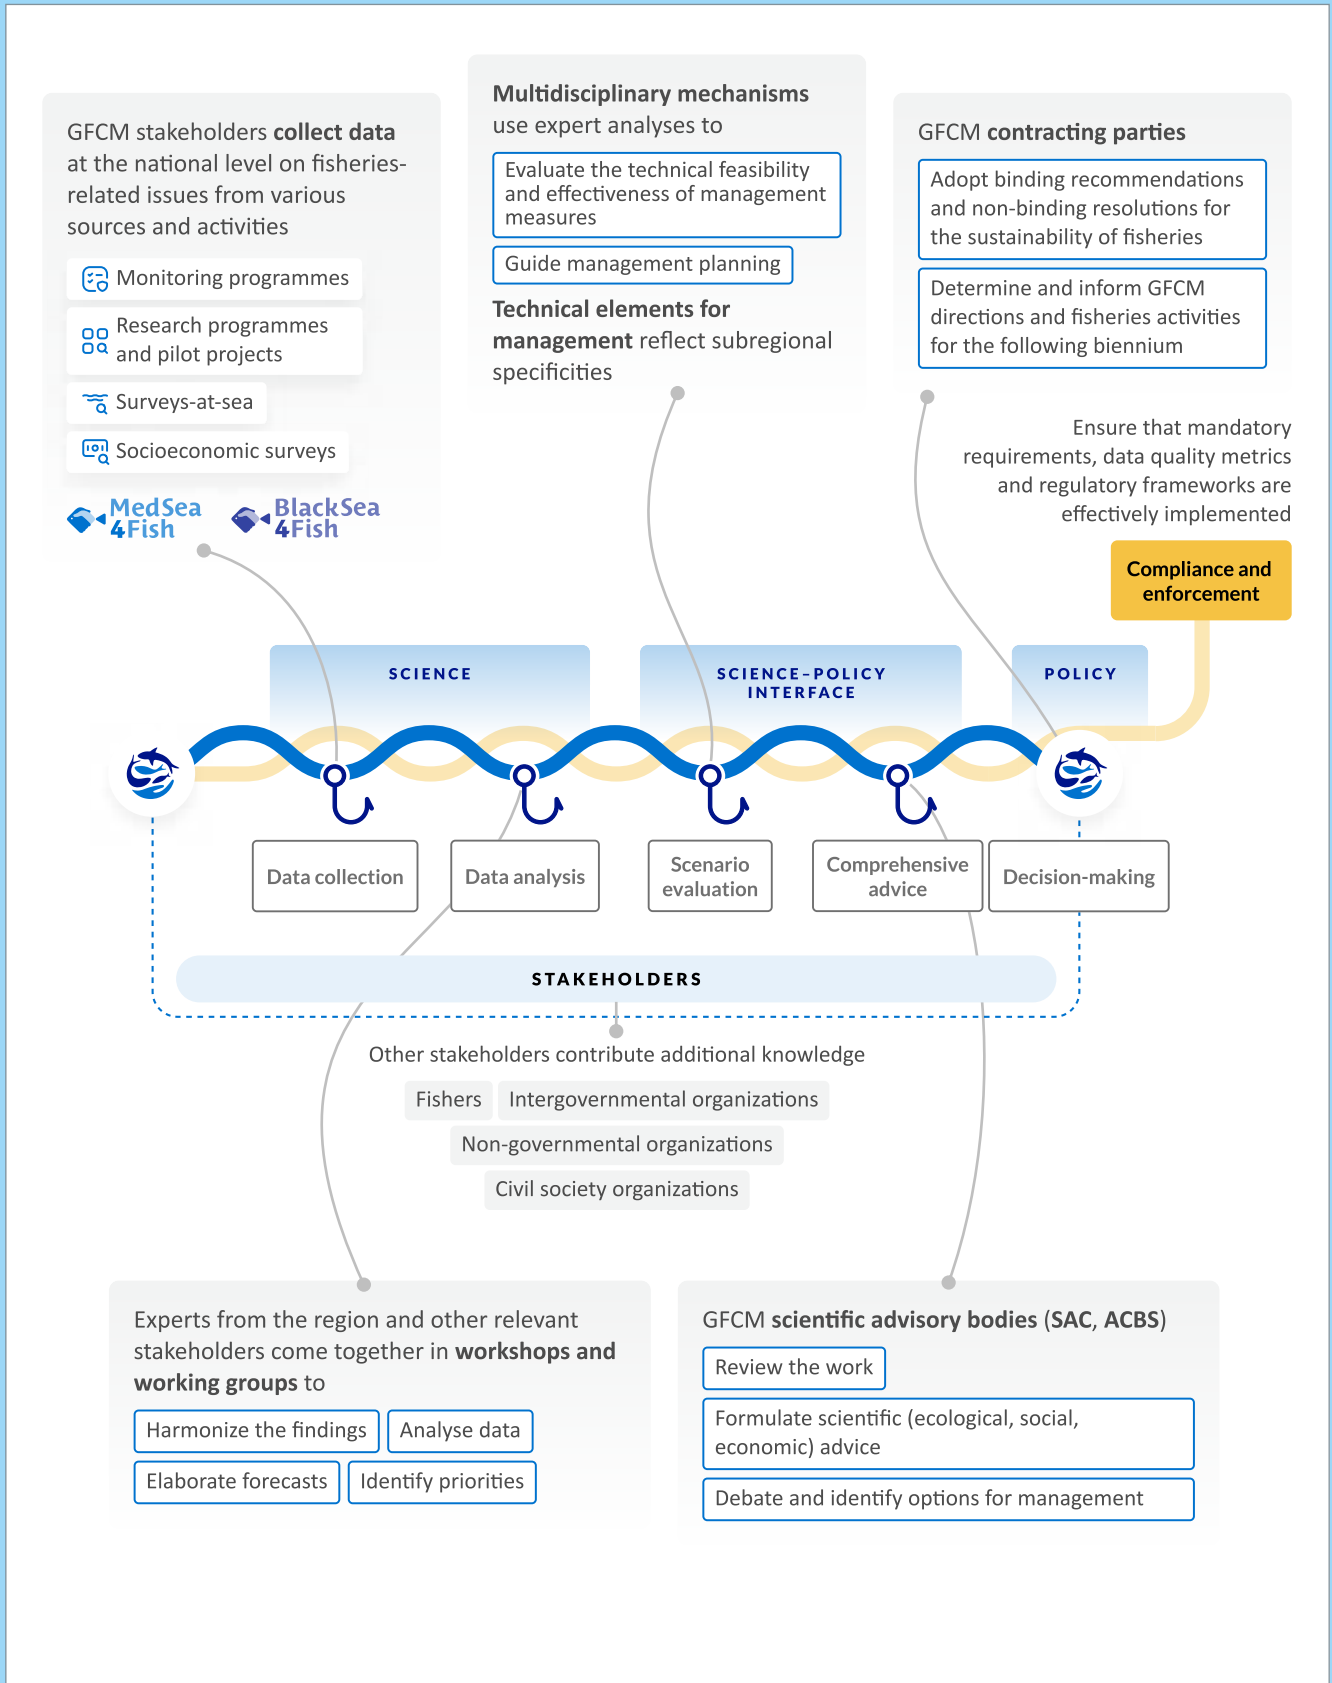 GFCM stakeholders collect data
at the national level on fisheries-
related issues from various
sources and activities
Monitoring programmes
Research programmes
and pilot projects
Surveys-at-sea
Socioeconomic surveys
MedSea
4Fish
BlackSea
4Fish
Multidisciplinary mechanisms
use expert analyses to
Evaluate the technical feasibility
and effectiveness of management
measures
Guide management planning
Technical elements for
management reflect subregional
specificities
GFCM contracting parties
Adopt binding recommendations
and non-binding resolutions for
the sustainability of fisheries
Determine and inform GFCM
directions and fisheries activities
for the following biennium
Ensure that mandatory
requirements, data quality metrics
and regulatory frameworks are
effectively implemented
Compliance and
enforcement
SCIENCE
SCIENCE–POLICY
INTERFACE
POLICY
Data collection
Data analysis
Scenario
evaluation
Comprehensive
advice
Decision-making
STAKEHOLDERS
Other stakeholders contribute additional knowledge
Fishers
Intergovernmental organizations
Non-governmental organizations
Civil society organizations
Experts from the region and other relevant
stakeholders come together in workshops and
working groups to
Harmonize the findings
Analyse data
Elaborate forecasts
Identify priorities
GFCM scientific advisory bodies (SAC, ACBS)
Review the work
Formulate scientific (ecological, social,
economic) advice
Debate and identify options for management